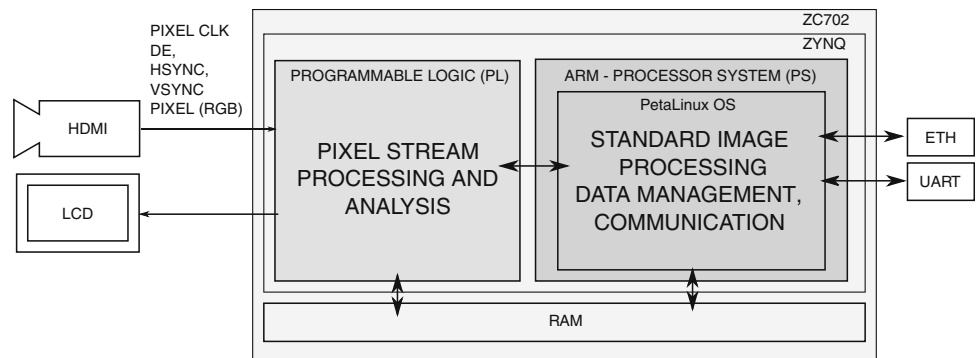 ZC702
ZYNQ
PIXEL CLK
DE,
HSYNC,
VSYNC
PIXEL (RGB)
HDMI
LCD
PROGRAMMABLE LOGIC (PL)
PIXEL STREAM
PROCESSING AND
ANALYSIS
ARM - PROCESSOR SYSTEM (PS)
PetaLinux OS
STANDARD IMAGE
PROCESSING
DATA MANAGEMENT,
COMMUNICATION
ETH
UART
RAM